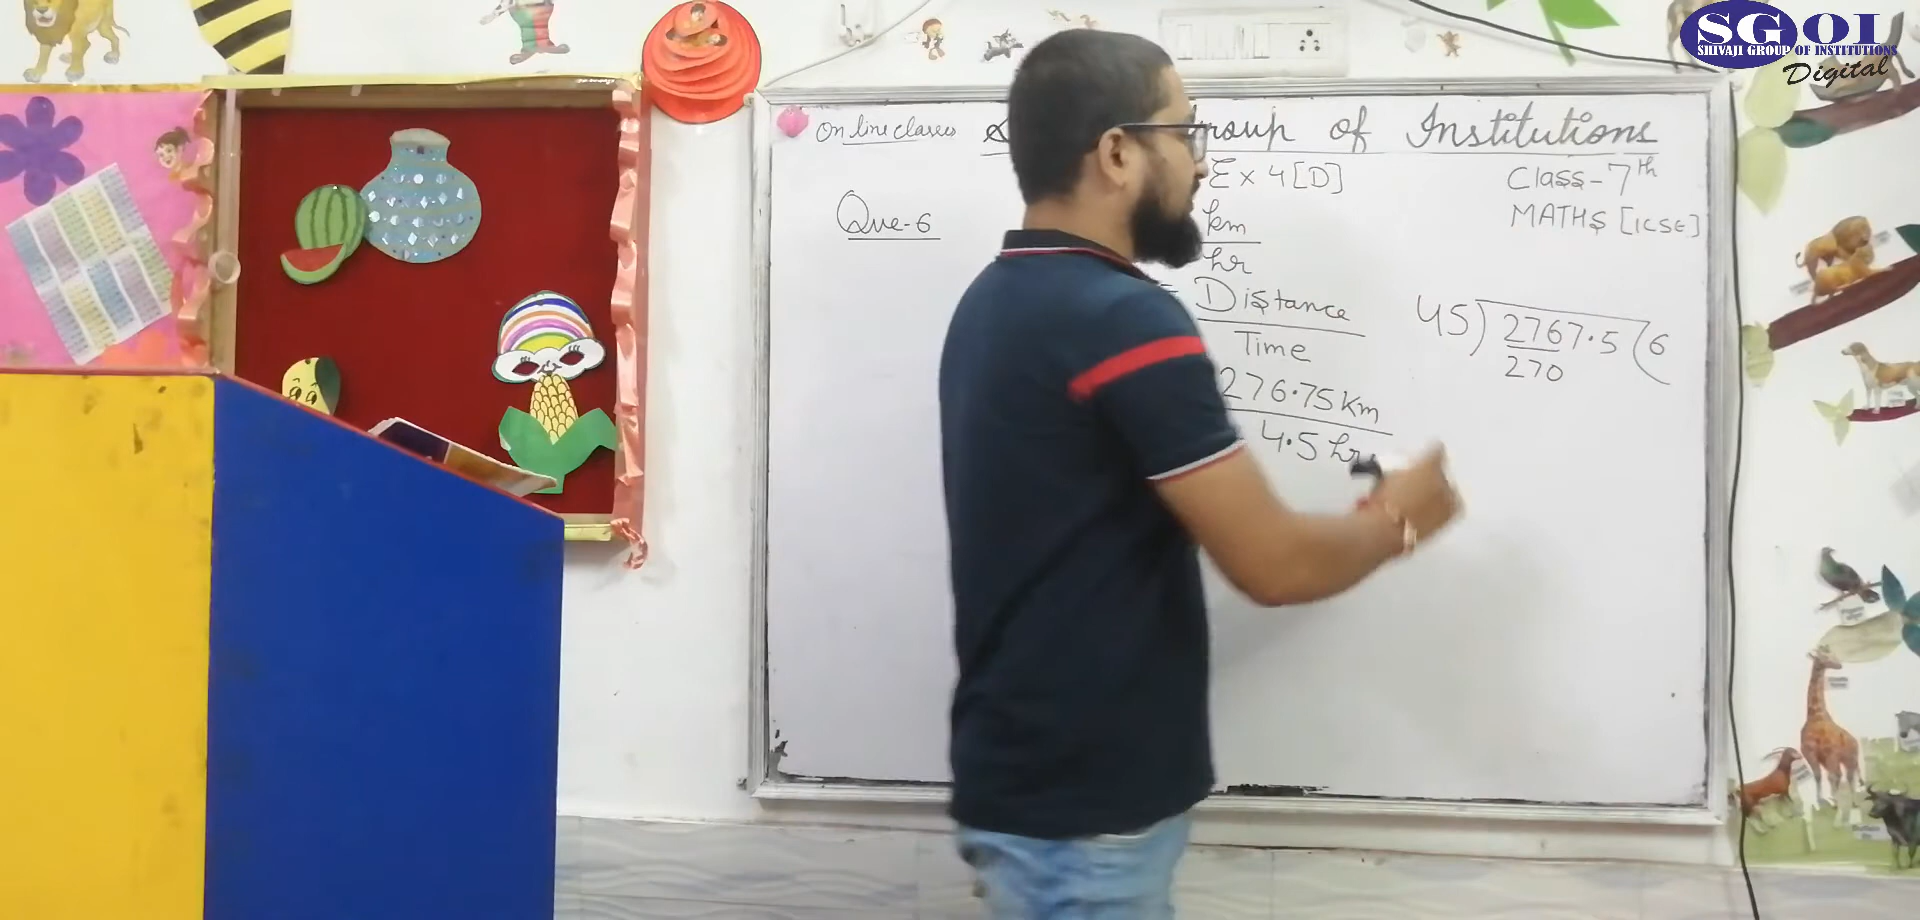 SGOI
SHIVAJI GROUP OF INSTITUTIONS
Digital
Online classes
roup of Institutions
Ex 4[D]
Class-7th
MATHS [ICSE]
Que-6
km
hr
= Distance
Time
276.75 Km
4.5 hr
45) 2767.5 (6
270